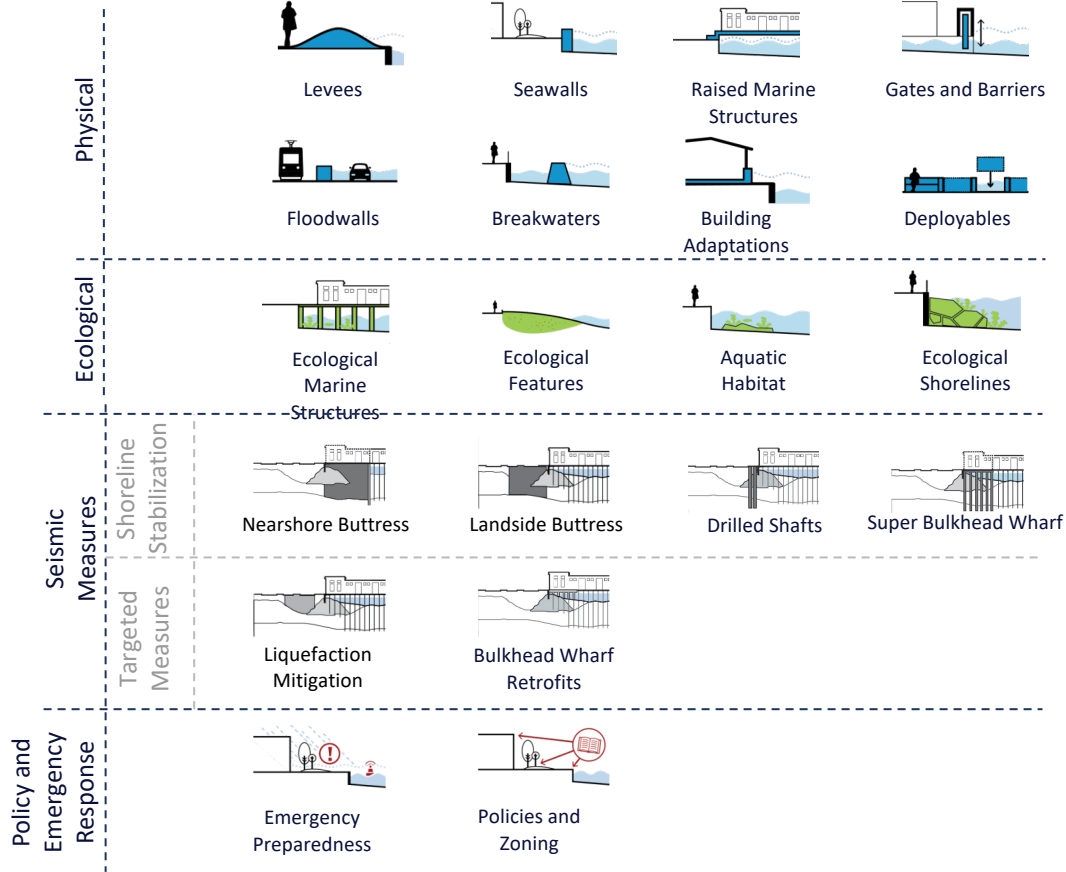 Physical
Levees
Seawalls
Raised Marine
Structures
Gates and Barriers
Floodwalls
Breakwaters
Building
Adaptations
Deployables
Ecological
Ecological
Marine
Structures
Ecological
Features
Aquatic
Habitat
Ecological
Shorelines
Seismic
Measures
Shoreline
Stabilization
Nearshore Buttress
Landside Buttress
Drilled Shafts
Super Bulkhead Wharf
Targeted
Measures
Liquefaction
Mitigation
Bulkhead Wharf
Retrofits
Policy and
Emergency
Response
Emergency
Preparedness
Policies and
Zoning